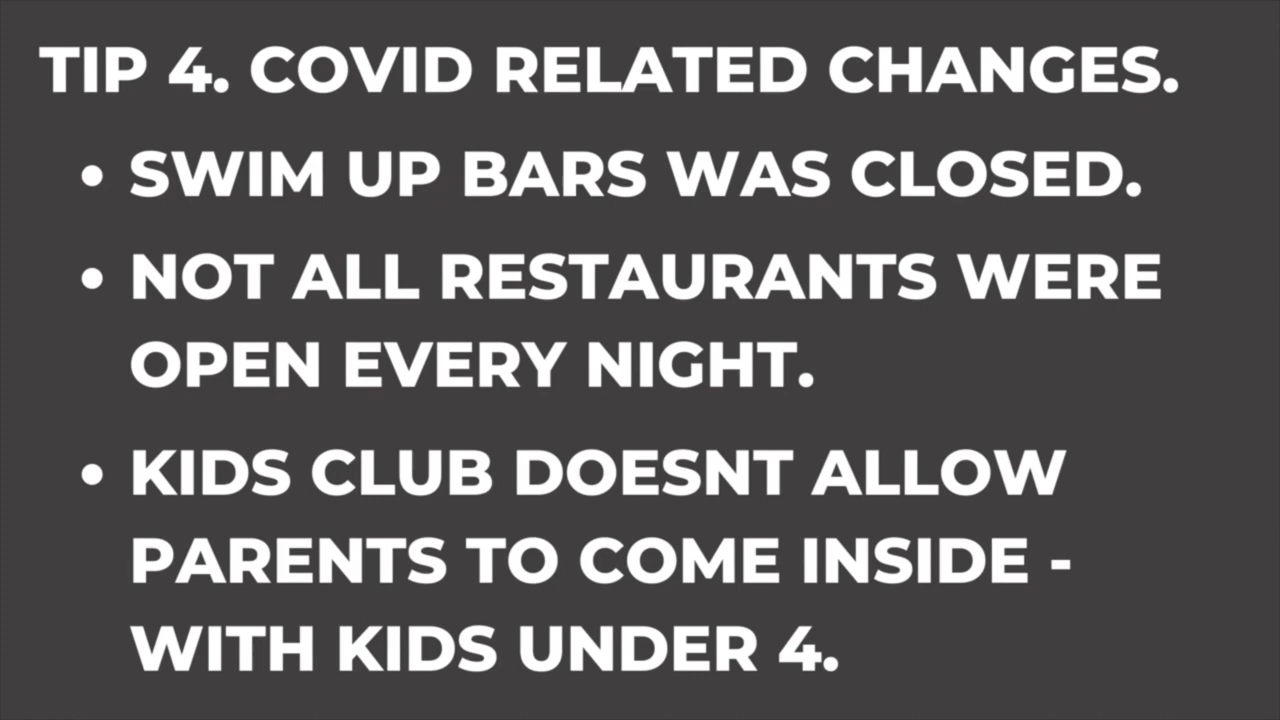 TIP 4. COVID RELATED CHANGES.
• SWIM UP BARS WAS CLOSED.
• NOT ALL RESTAURANTS WERE
OPEN EVERY NIGHT.
• KIDS CLUB DOESNT ALLOW
PARENTS TO COME INSIDE -
WITH KIDS UNDER 4.